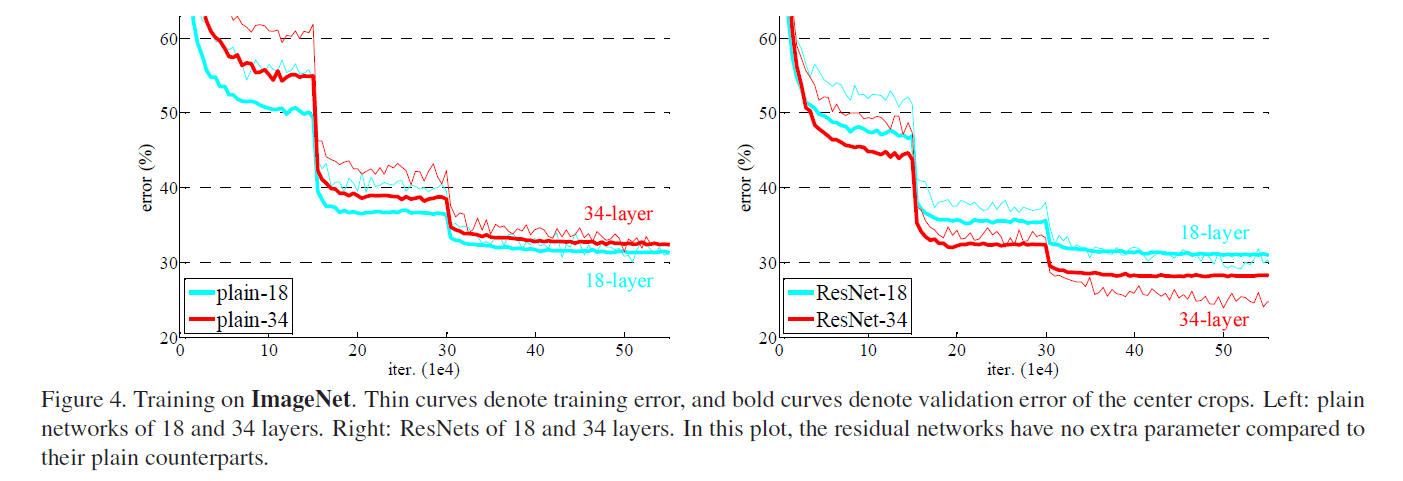 60
50
40
30
20
error (%)
0
10
20
30
40
50
iter. (1e4)
34-layer
18-layer
plain-18
plain-34
60
50
40
30
20
error (%)
0
10
20
30
40
50
iter. (1e4)
18-layer
34-layer
ResNet-18
ResNet-34
Figure 4. Training on ImageNet. Thin curves denote training error, and bold curves denote validation error of the center crops. Left: plain
networks of 18 and 34 layers. Right: ResNets of 18 and 34 layers. In this plot, the residual networks have no extra parameter compared to
their plain counterparts.